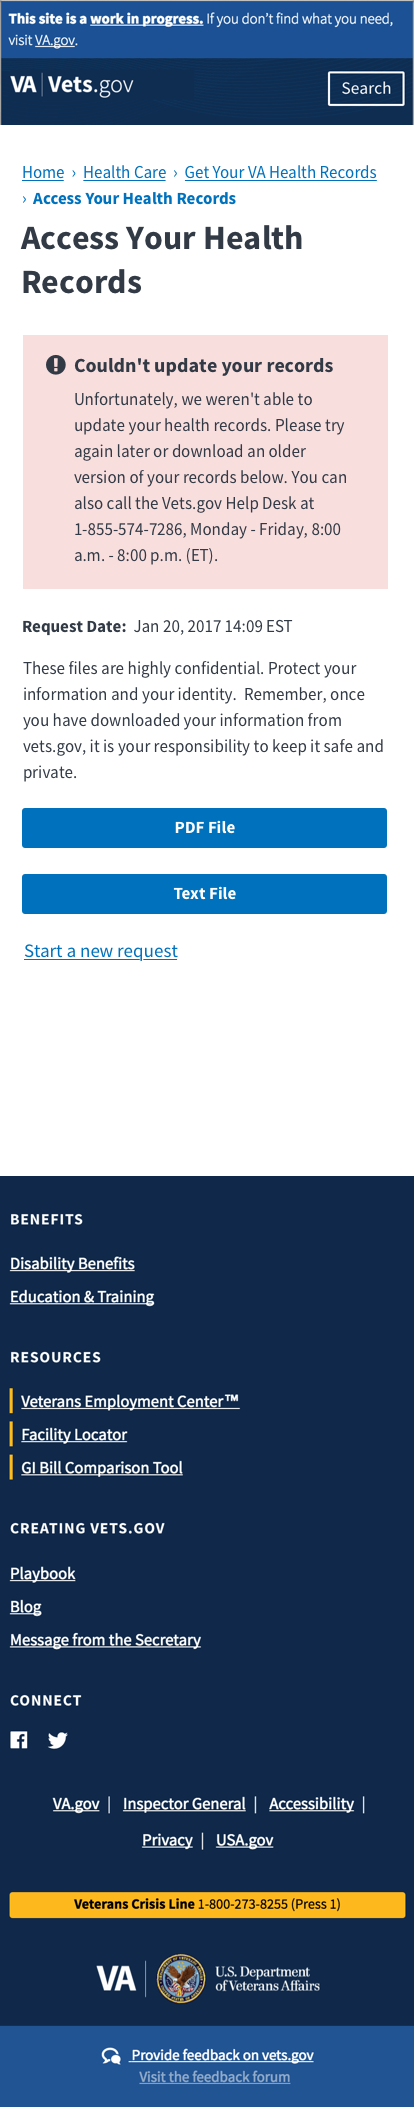 This site is a work in progress. If you don't find what you need,
visit VA.gov.
VA | Vets.gov
Search
Home › Health Care › Get Your VA Health Records
› Access Your Health Records
Access Your Health
Records
Couldn't update your records
Unfortunately, we weren't able to
update your health records. Please try
again later or download an older
version of your records below. You can
also call the Vets.gov Help Desk at
1-855-574-7286, Monday - Friday, 8:00
a.m. - 8:00 p.m. (ET).
Request Date: Jan 20, 2017 14:09 EST
These files are highly confidential. Protect your
information and your identity. Remember, once
you have downloaded your information from
vets.gov, it is your responsibility to keep it safe and
private.
PDF File
Text File
Start a new request
BENEFITS
Disability Benefits
Education & Training
RESOURCES
Veterans Employment Center™
Facility Locator
GI Bill Comparison Tool
CREATING VETS.GOV
Playbook
Blog
Message from the Secretary
CONNECT
VA.gov | Inspector General | Accessibility |
Privacy | USA.gov
Veterans Crisis Line 1-800-273-8255 (Press 1)
VA | U.S. Department
of Veterans Affairs
Provide feedback on vets.gov
Visit the feedback forum